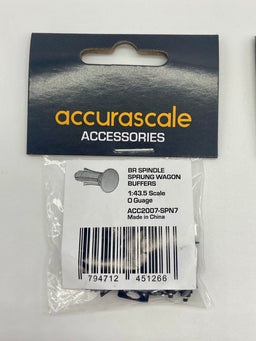 accurascale
ACCESSORIES
BR SPINDLE
SPRUNG WAGON
BUFFERS
1:43.5 Scale
O Guage
ACC2007-SPN7
Made in China
794712 451266